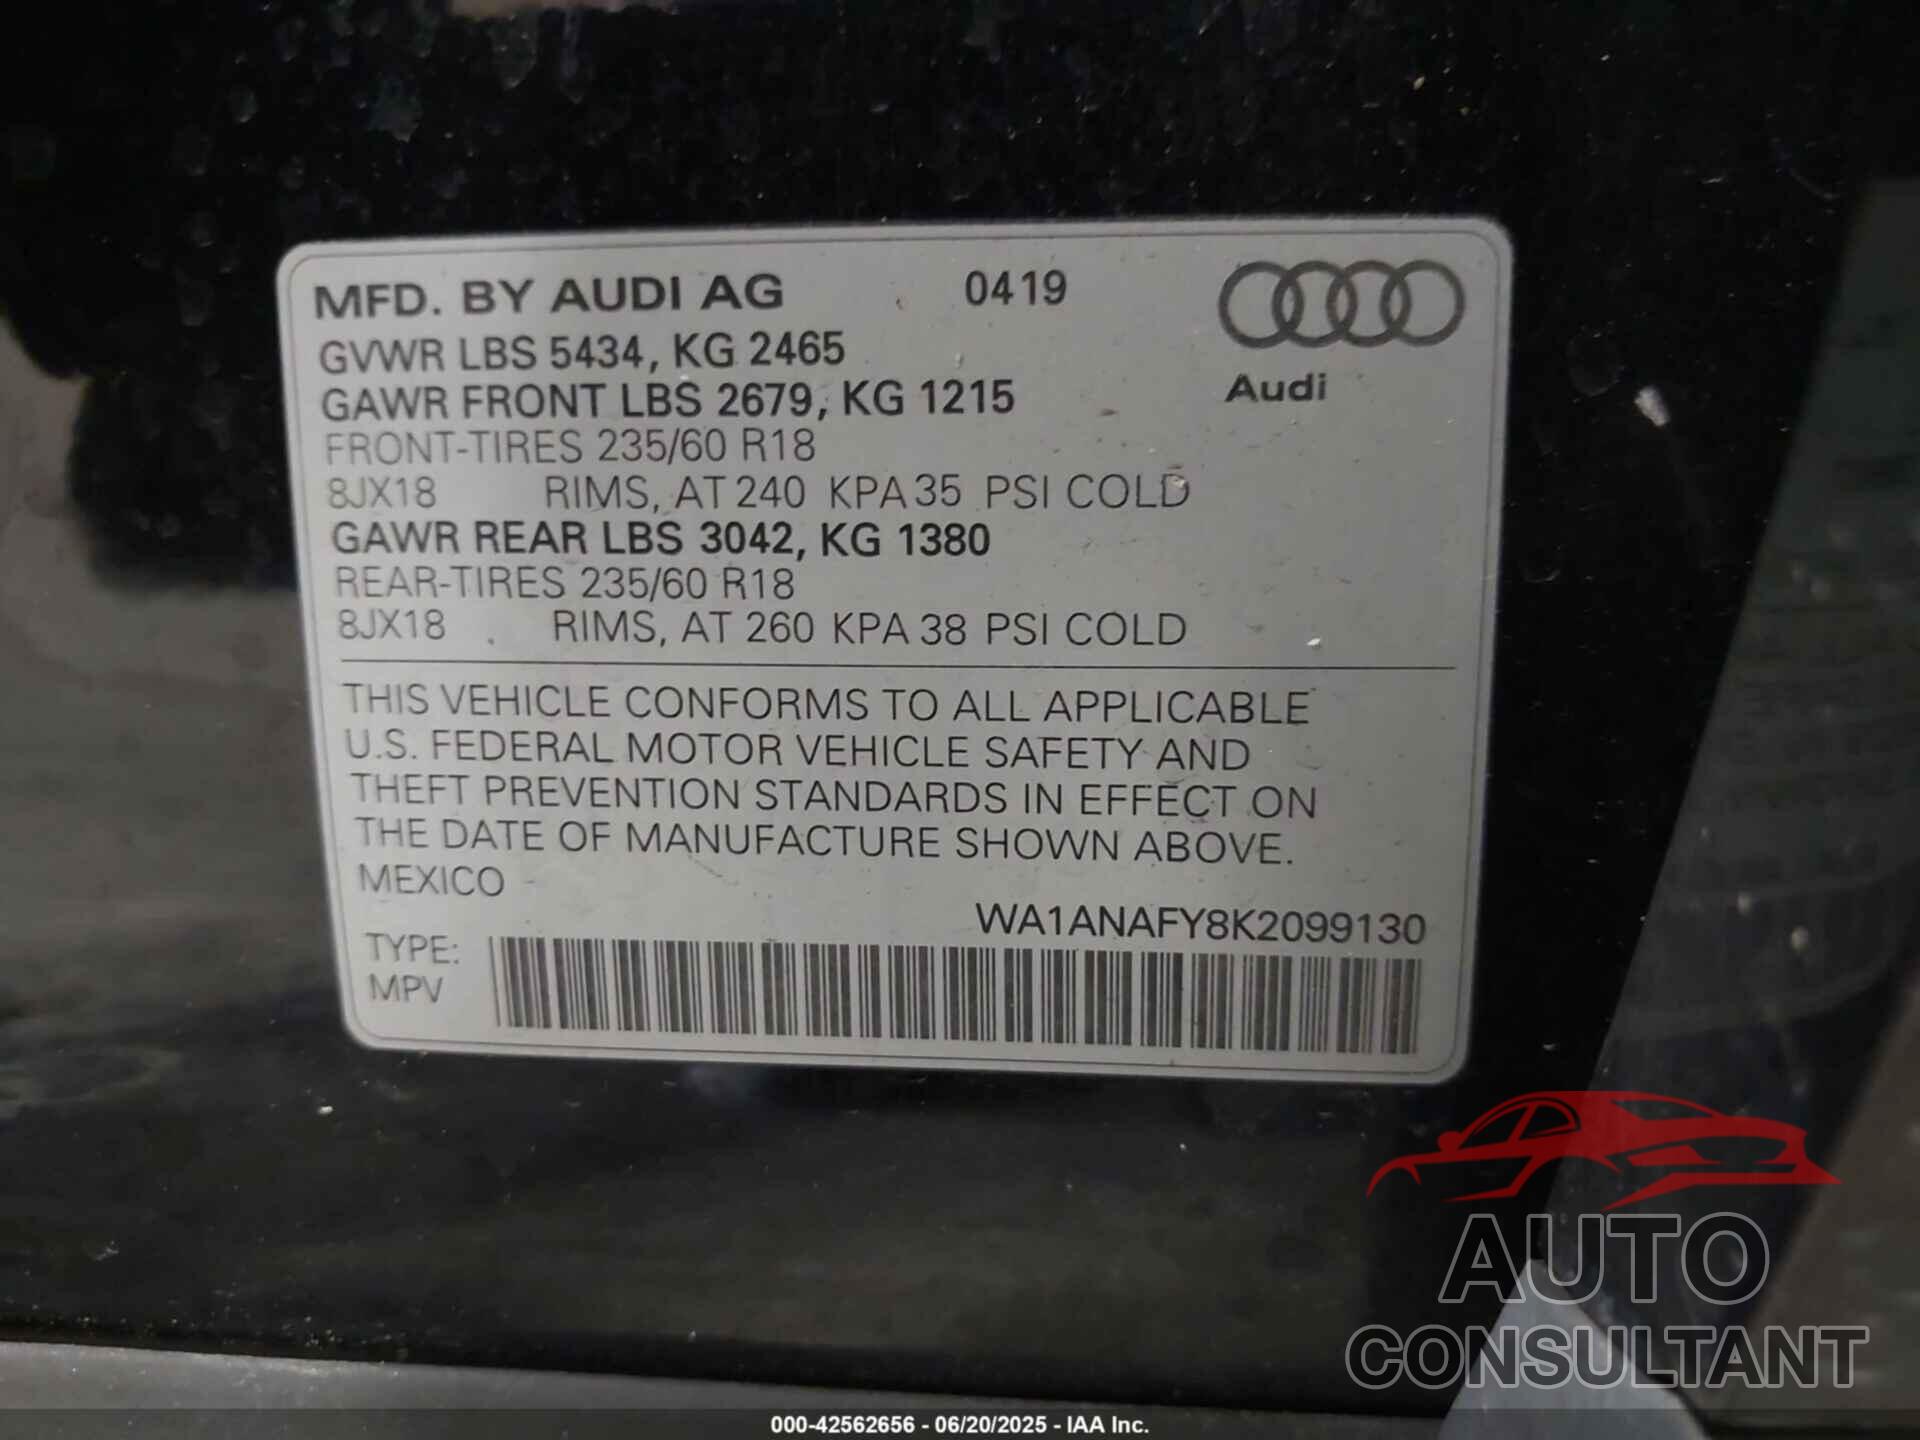 MFD. BY AUDI AG 0419
GVWR LBS 5434, KG 2465
GAWR FRONT LBS 2679, KG 1215
Audi
FRONT-TIRES 235/60 R18
8JX18 RIMS, AT 240 KPA 35 PSI COLD
GAWR REAR LBS 3042, KG 1380
REAR-TIRES 235/60 R18
8JX18 RIMS, AT 260 KPA 38 PSI COLD
THIS VEHICLE CONFORMS TO ALL APPLICABLE
U.S. FEDERAL MOTOR VEHICLE SAFETY AND
THEFT PREVENTION STANDARDS IN EFFECT ON
THE DATE OF MANUFACTURE SHOWN ABOVE.
MEXICO
WA1ANAFY8K2099130
TYPE:
MPV
AUTO
CONSULTANT
000-42562656 - 06/20/2025 - IAA Inc.